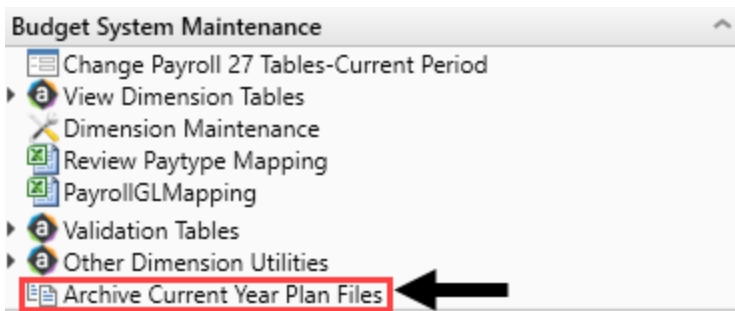 Budget System Maintenance
Change Payroll 27 Tables-Current Period
View Dimension Tables
Dimension Maintenance
Review Paytype Mapping
PayrollGLMapping
Validation Tables
Other Dimension Utilities
Archive Current Year Plan Files